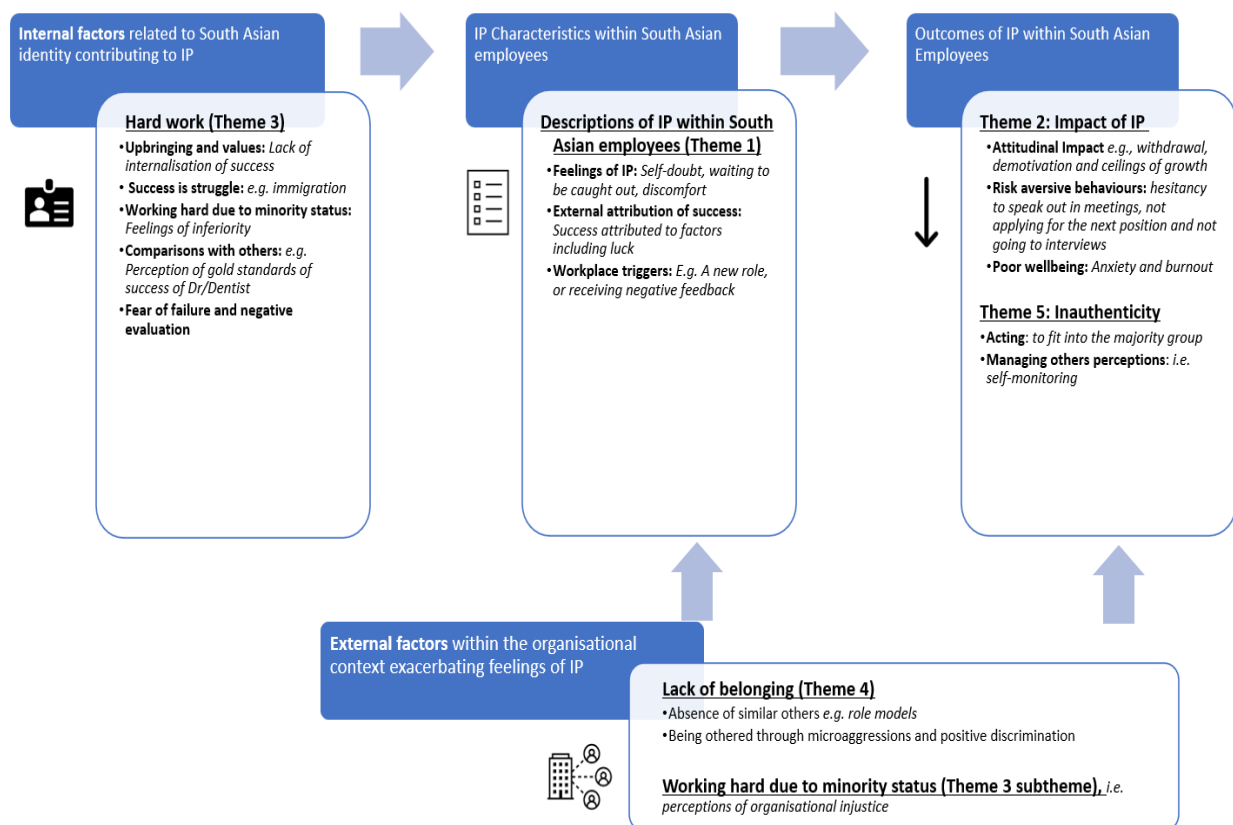 Internal factors related to South Asian
identity contributing to IP
Hard work (Theme 3)
•Upbringing and values: Lack of
internalisation of success
• Success is struggle: e.g. immigration
•Working hard due to minority status:
Feelings of inferiority
•Comparisons with others: e.g.
Perception of gold standards of
success of Dr/Dentist
•Fear of failure and negative
evaluation
IP Characteristics within South Asian
employees
Descriptions of IP within South
Asian employees (Theme 1)
•Feelings of IP: Self-doubt, waiting to
be caught out, discomfort
•External attribution of success:
Success attributed to factors
including luck
•Workplace triggers: E.g. A new role,
or receiving negative feedback
Outcomes of IP within South Asian
Employees
Theme 2: Impact of IP
•Attitudinal Impact e.g., withdrawal,
demotivation and ceilings of growth
•Risk aversive behaviours: hesitancy
to speak out in meetings, not
applying for the next position and not
going to interviews
•Poor wellbeing: Anxiety and burnout
Theme 5: Inauthenticity
•Acting: to fit into the majority group
•Managing others perceptions: i.e.
self-monitoring
External factors within the organisational
context exacerbating feelings of IP
Lack of belonging (Theme 4)
•Absence of similar others e.g. role models
•Being othered through microaggressions and positive discrimination
Working hard due to minority status (Theme 3 subtheme), i.e.
perceptions of organisational injustice